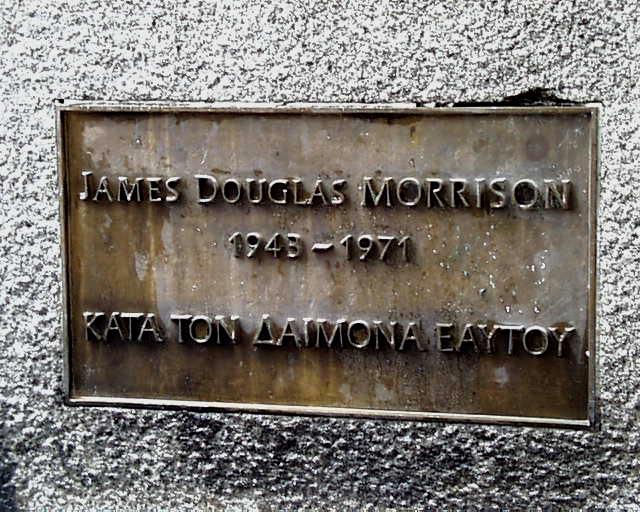 JAMES DOUGLAS MORRISON
1943 – 1971
ΚΑΤΑ ΤΟΝ ΔΑΙΜΟΝΑ ΕΑΥΤΟΥ